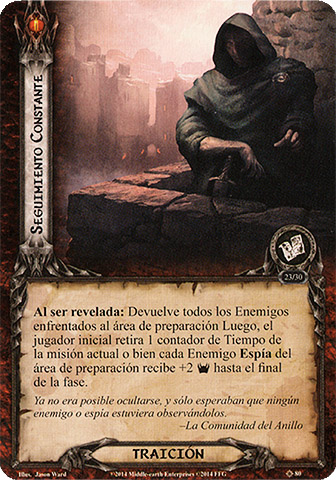 SEGUIMIENTO CONSTANTE
23/30
Al ser revelada: Devuelve todos los Enemigos
enfrentados al área de preparación Luego, el
jugador inicial retira 1 contador de Tiempo de
la misión actual o bien cada Enemigo Espía del
área de preparación recibe +2 hasta el final
de la fase.
Ya no era posible ocultarse, y sólo esperaban que ningún
enemigo o espía estuviera observándolos.
–La Comunidad del Anillo
TRAICIÓN
Illus. Jason Ward
©2014 Middle-earth Enterprises ©2014 FFG
80